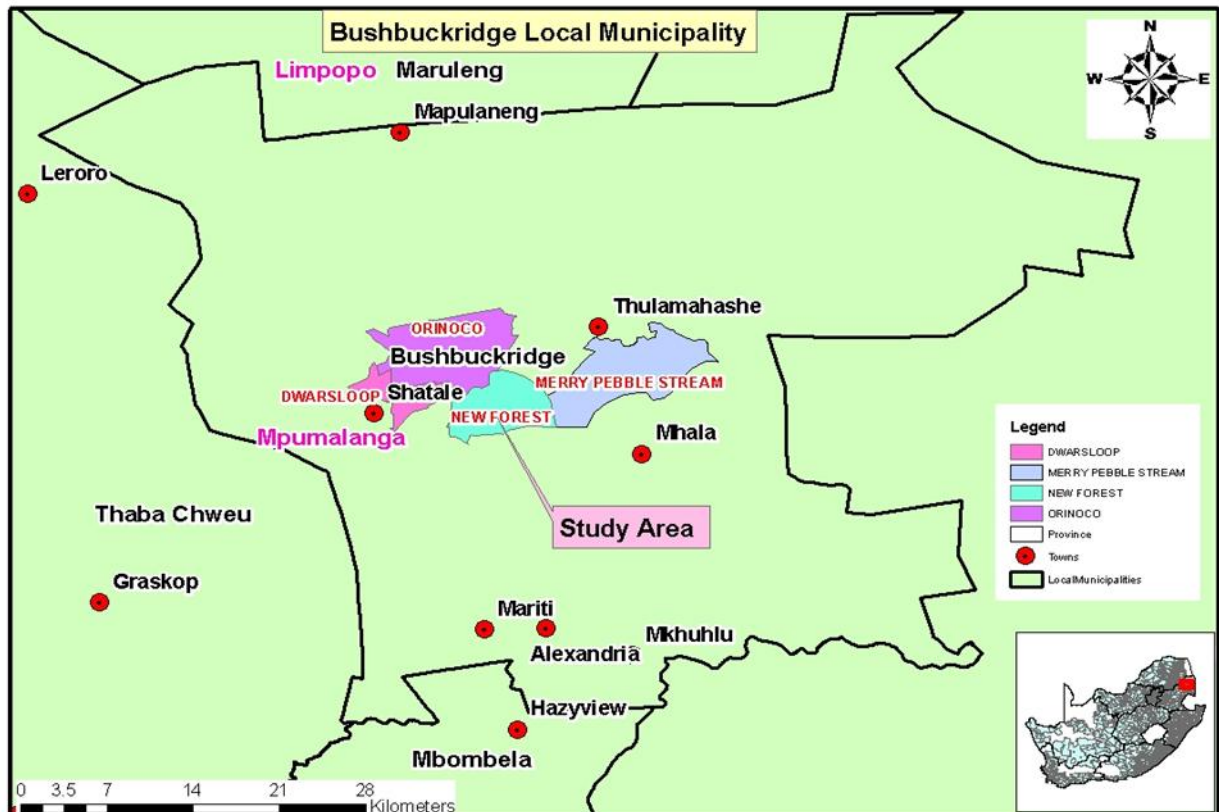 Bushbuckridge Local Municipality
N
W E
S
Limpopo Maruleng
Mapulaneng
Leroro
Thulamahashe
ORINOCO
Bushbuckridge
MERRY PEBBLE STREAM
DWARSLOOP Shatale
NEW FOREST
Mpumalanga
Mhala
Study Area
Thaba Chweu
Graskop
Mariti
Mkhuhlu
Alexandria
Hazyview
Mbombela
Legend
DWARSLOOP
MERRY PEBBLE STREAM
NEW FOREST
ORINOCO
Province
Towns
LocalMunicipalities
0 3.5 7 14 21 28
Kilometers